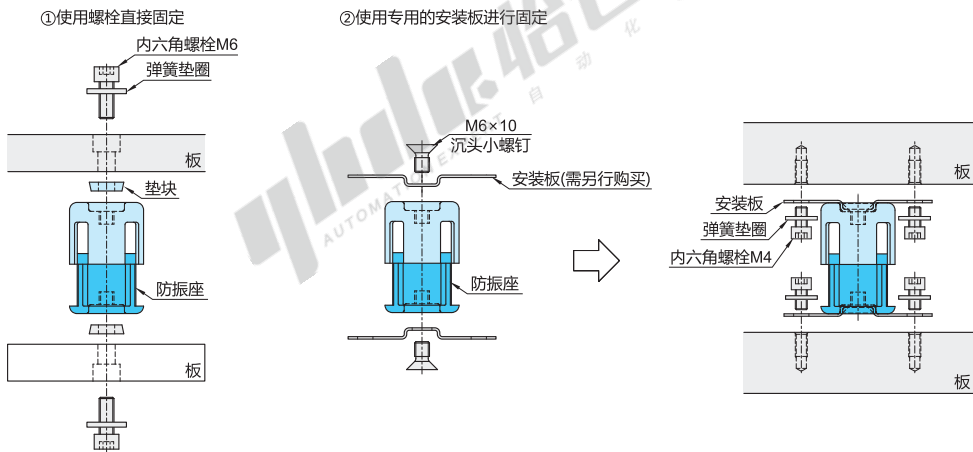 ①使用螺栓直接固定
内六角螺栓M6
弹簧垫圈
板
垫块
防振座
板
②使用专用的安装板进行固定
M6×10
沉头小螺钉
安装板(需另行购买)
防振座
板
安装板
弹簧垫圈
内六角螺栓M4
板
自动化